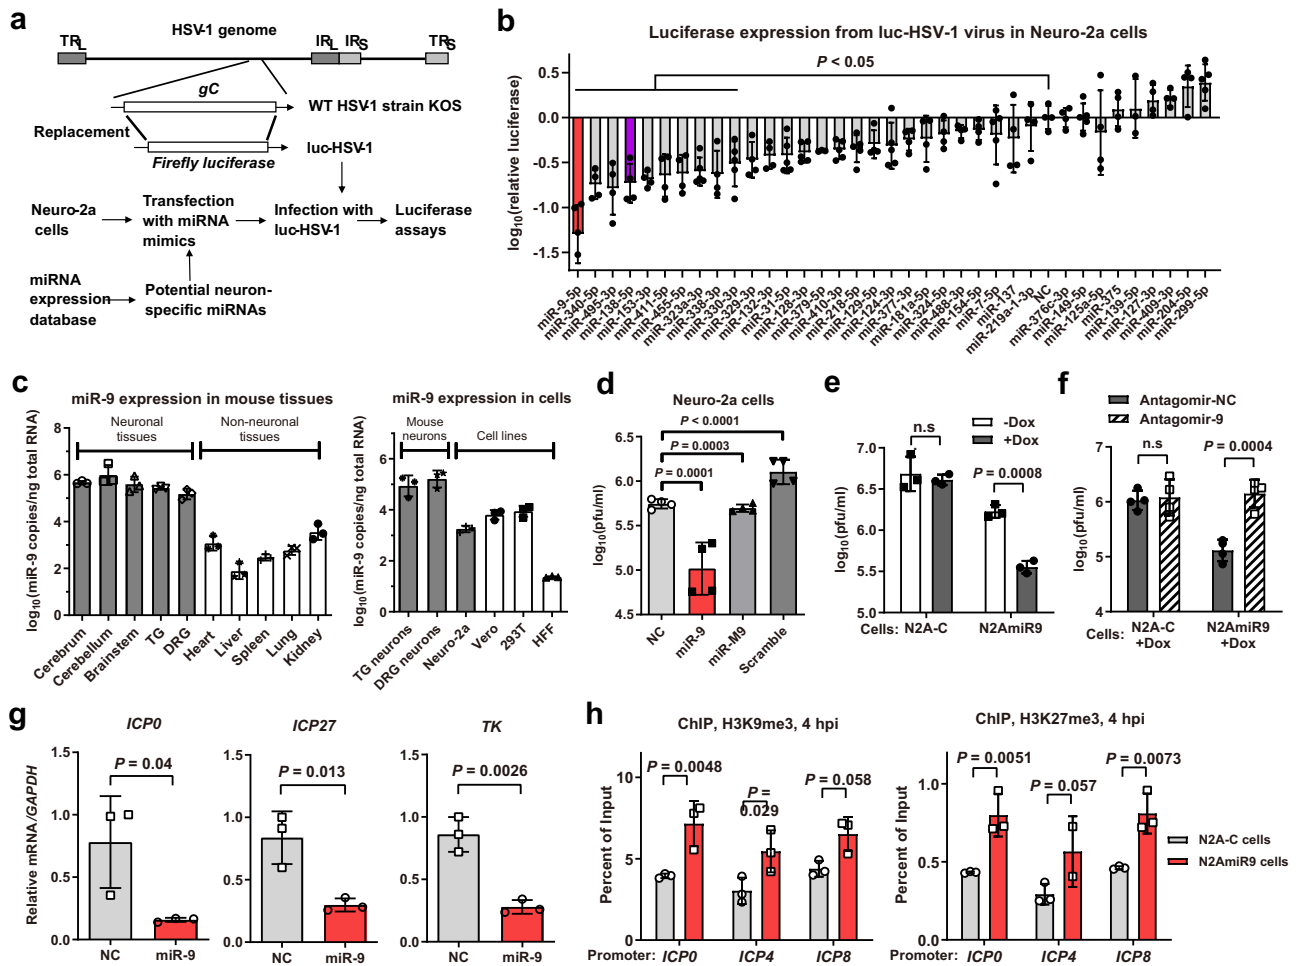 a
HSV-1 genome
TRL
IRL
IRS
TRS
gC
WT HSV-1 strain KOS
Replacement
luc-HSV-1
Firefly luciferase
Neuro-2a
cells
Transfection
with miRNA
mimics
Infection with
luc-HSV-1
Luciferase
assays
miRNA
expression
database
Potential neuron-
specific miRNAs
b
Luciferase expression from luc-HSV-1 virus in Neuro-2a cells
P < 0.05
log10(relative luciferase)
0.5
0.0
-0.5
-1.0
-1.5
miR-9-5p
miR-340-5p
miR-495-3p
miR-138-5p
miR-153-3p
miR-411-5p
miR-455-5p
miR-323a-3p
miR-338-3p
miR-330-3p
miR-329-3p
miR-132-3p
miR-31-5p
miR-128-3p
miR-379-5p
miR-410-3p
miR-218-5p
miR-129-5p
miR-124-3p
miR-377-3p
miR-181a-5p
miR-324-5p
miR-488-3p
miR-154-5p
miR-7-5p
miR-137
miR-219a-1-3p
NC
miR-376c-3p
miR-149-5p
miR-125a-5p
miR-375
miR-139-5p
miR-127-3p
miR-409-3p
miR-204-5p
miR-299-5p
c
miR-9 expression in mouse tissues
Neuronal
tissues
Non-neuronal
tissues
log10(miR-9 copies/ng total RNA)
8
6
4
2
0
Cerebrum
Cerebellum
Brainstem
TG
DRG
Heart
Liver
Spleen
Lung
Kidney
miR-9 expression in cells
Mouse
neurons
Cell lines
log10(miR-9 copies/ng total RNA)
8
6
4
2
0
TG neurons
DRG neurons
Neuro-2a
Vero
293T
HFF
d
Neuro-2a cells
P < 0.0001
P = 0.0003
P = 0.0001
log10(pfu/ml)
6.5
6.0
5.5
5.0
4.5
NC
miR-9
miR-M9
Scramble
e
-Dox
+Dox
n.s
P = 0.0008
log10(pfu/ml)
7.0
6.5
6.0
5.5
5.0
Cells:
N2A-C
N2AmiR9
f
Antagomir-NC
Antagomir-9
n.s
P = 0.0004
log10(pfu/ml)
7
6
5
4
Cells:
N2A-C
+Dox
N2AmiR9
+Dox
g
Relative mRNA/GAPDH
ICP0
P = 0.04
1.5
1.0
0.5
0.0
NC
miR-9
ICP27
P = 0.013
1.5
1.0
0.5
0.0
NC
miR-9
TK
P = 0.0026
1.5
1.0
0.5
0.0
NC
miR-9
h
ChIP, H3K9me3, 4 hpi
P = 0.0048
P =
0.029
P = 0.058
Percent of Input
10
5
0
Promoter:
ICP0
ICP4
ICP8
ChIP, H3K27me3, 4 hpi
P = 0.0051
P = 0.057
P = 0.0073
Percent of Input
1.0
0.5
0.0
Promoter:
ICP0
ICP4
ICP8
N2A-C cells
N2AmiR9 cells